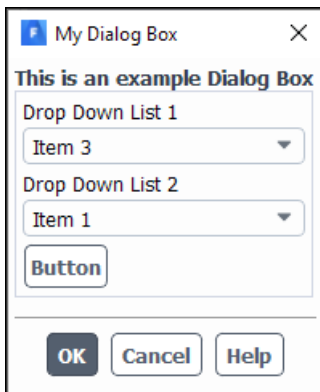 F My Dialog Box
This is an example Dialog Box
Drop Down List 1
Item 3
Drop Down List 2
Item 1
Button
OK Cancel Help